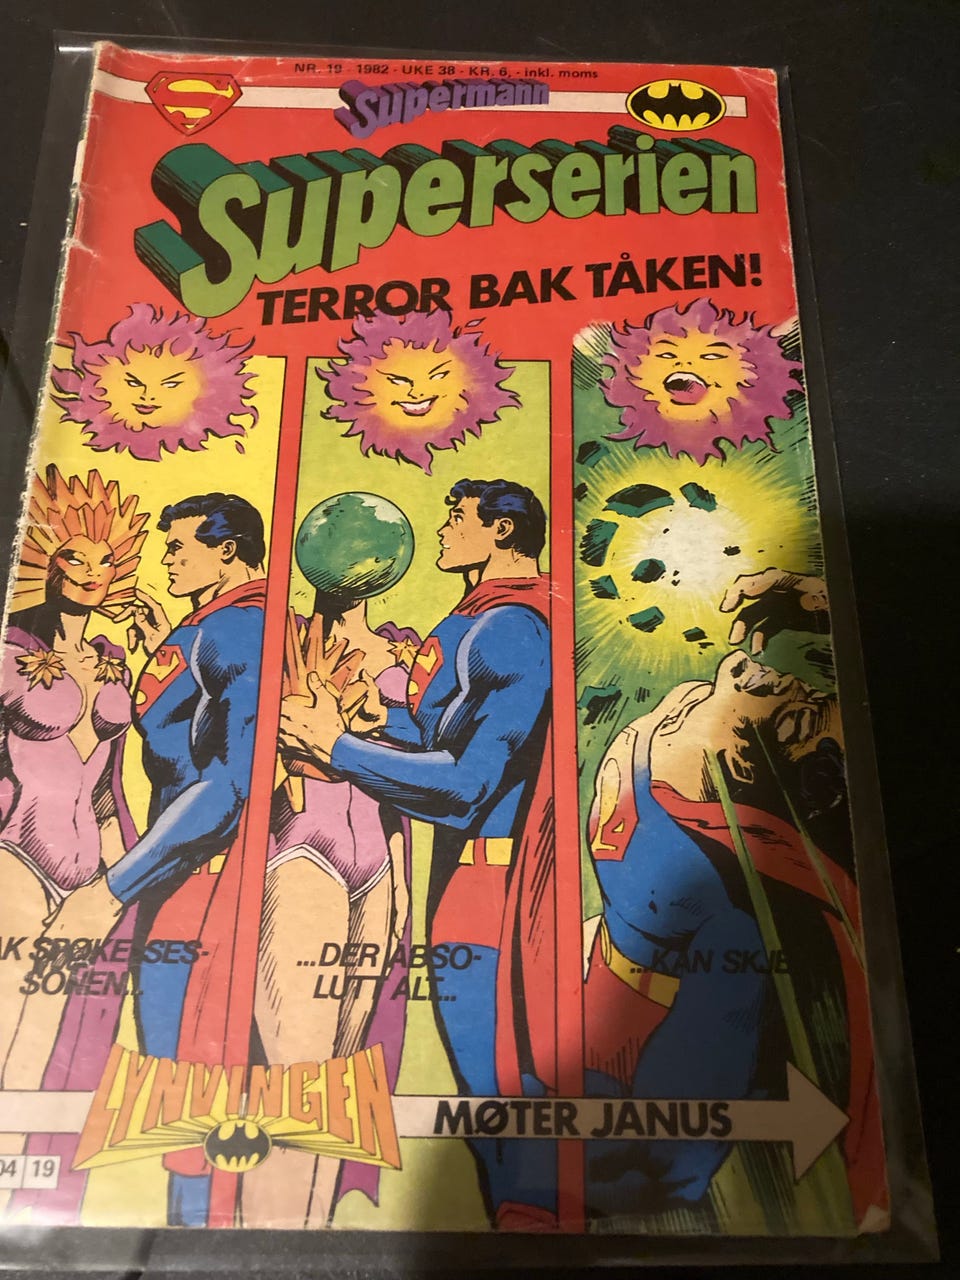 NR. 19 - 1982 - UKE 38 - KR. 6,- inkl. moms
Supermann
Superserien
TERROR BAK TÅKEN!
SPØKELSES-
SONEN...
...DER ABSO-
LUTT ALT...
...KAN SKJE
LYNVINGEN
MØTER JANUS
04 19